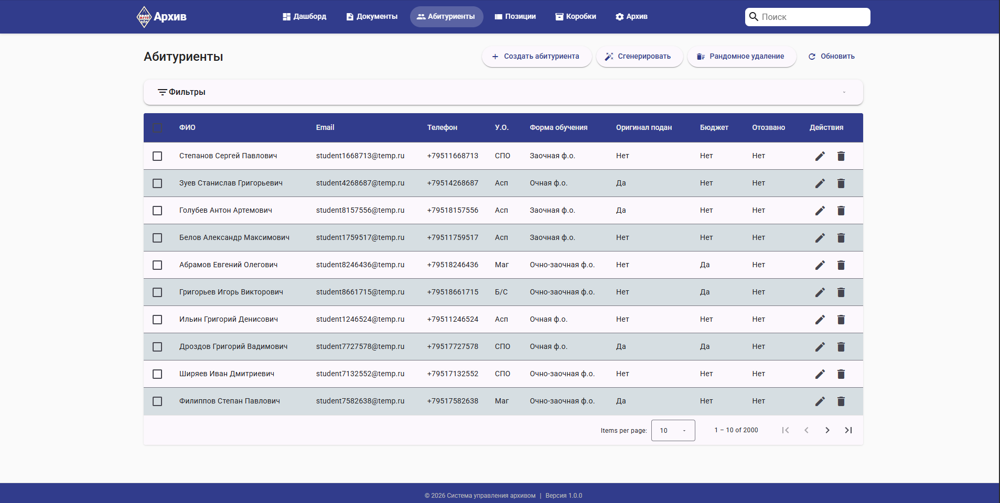 Архив
Дашборд Документы Абитуриенты Позиции Коробки Архив
Поиск
Абитуриенты
Создать абитуриента Сгенерировать Рандомное удаление Обновить
Фильтры
ФИО Email Телефон У.О. Форма обучения Оригинал подан Бюджет Отозвано Действия
Степанов Сергей Павлович student1668713@temp.ru +79511668713 СПО Заочная ф.о. Нет Нет Нет
Зуев Станислав Григорьевич student4268687@temp.ru +79514268687 Асп Очная ф.о. Да Нет Нет
Голубев Антон Артемович student8157556@temp.ru +79518157556 Асп Заочная ф.о. Да Нет Нет
Белов Александр Максимович student1759517@temp.ru +79511759517 Асп Заочная ф.о. Нет Нет Нет
Абрамов Евгений Олегович student8246436@temp.ru +79518246436 Маг Очно-заочная ф.о. Нет Да Нет
Григорьев Игорь Викторович student8661715@temp.ru +79518661715 Б/С Очно-заочная ф.о. Нет Да Нет
Ильин Григорий Денисович student1246524@temp.ru +79511246524 Асп Очная ф.о. Нет Нет Нет
Дроздов Григорий Вадимович student7727578@temp.ru +79517727578 СПО Очная ф.о. Да Да Нет
Ширяев Иван Дмитриевич student7132552@temp.ru +79517132552 СПО Очно-заочная ф.о. Нет Нет Нет
Филиппов Степан Павлович student7582638@temp.ru +79517582638 Маг Очно-заочная ф.о. Да Нет Нет
Items per page: 10 1 – 10 of 2000
© 2026 Система управления архивом | Версия 1.0.0